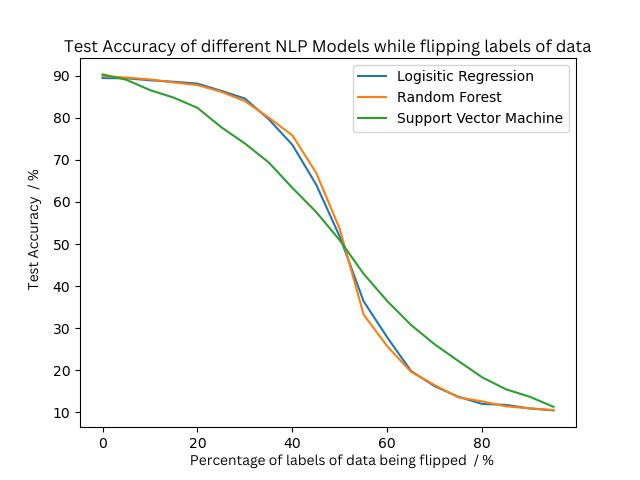 Test Accuracy of different NLP Models while flipping labels of data
Logisitic Regression
Random Forest
Support Vector Machine
Test Accuracy / %
90
80
70
60
50
40
30
20
10
0
20
40
60
80
Percentage of labels of data being flipped / %